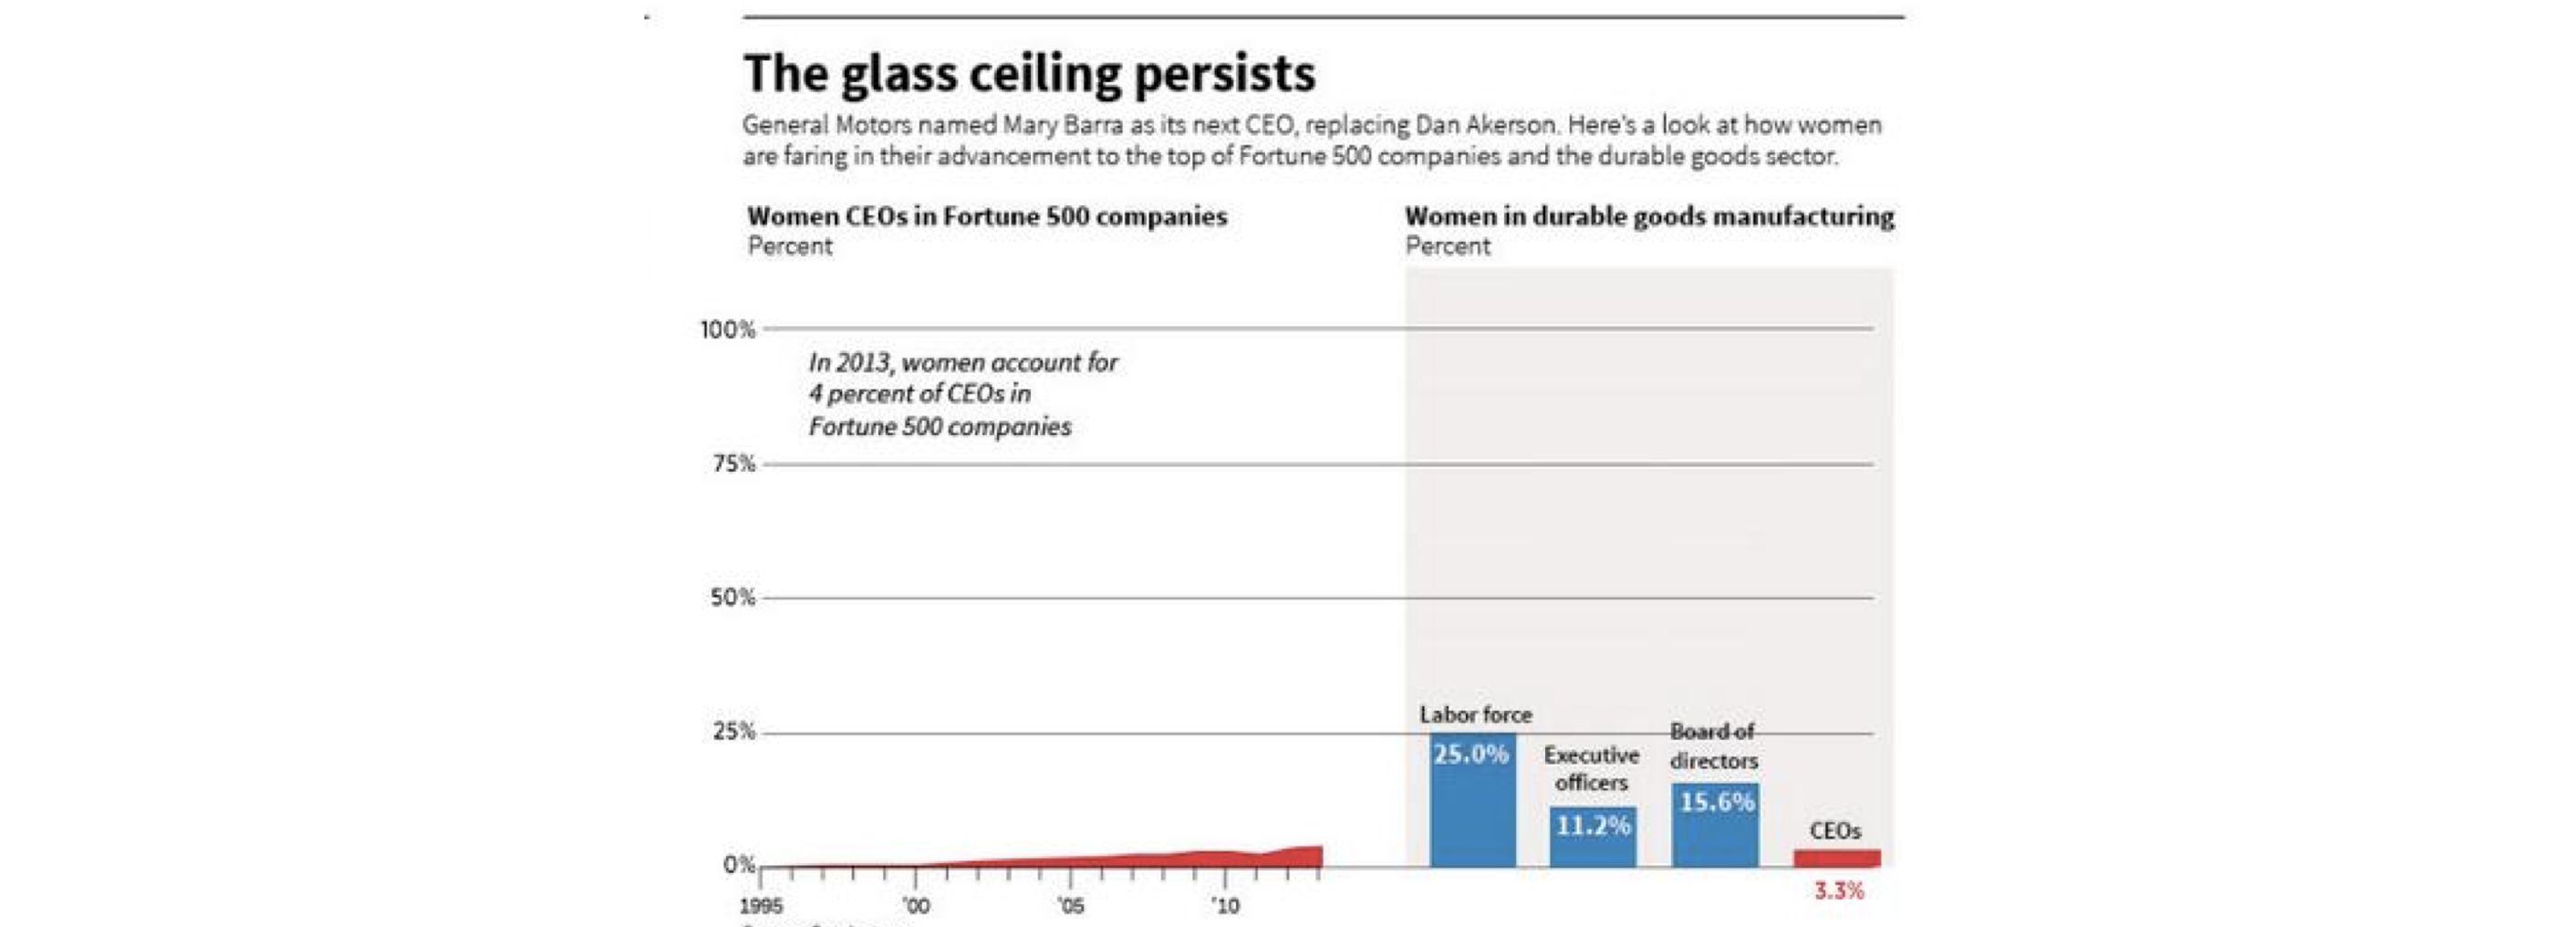 The glass ceiling persists
General Motors named Mary Barra as its next CEO, replacing Dan Akerson. Here's a look at how women
are faring in their advancement to the top of Fortune 500 companies and the durable goods sector.
Women CEOs in Fortune 500 companies
Percent
100%
In 2013, women account for
4 percent of CEOs in
Fortune 500 companies
75%
50%
25%
0%
1995
'00
'05
'10
Women in durable goods manufacturing
Percent
Labor force
25.0%
Executive
officers
11.2%
Board of
directors
15.6%
CEOs
3.3%